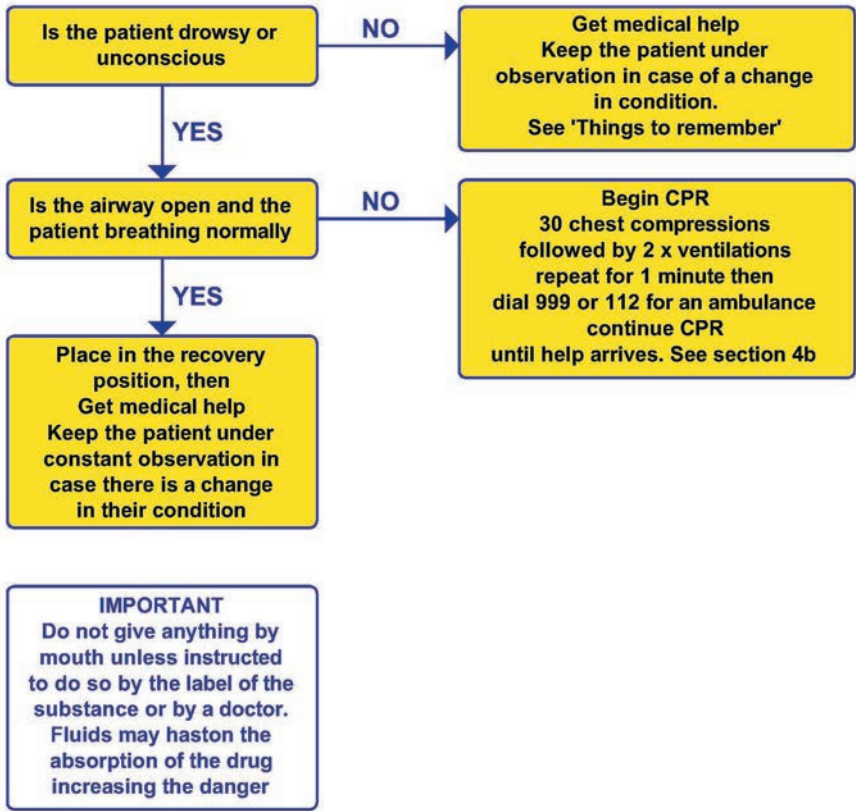 Is the patient drowsy or
unconscious
NO
Get medical help
Keep the patient under
observation in case of a change
in condition.
See 'Things to remember'
YES
Is the airway open and the
patient breathing normally
NO
Begin CPR
30 chest compressions
followed by 2 x ventilations
repeat for 1 minute then
dial 999 or 112 for an ambulance
continue CPR
until help arrives. See section 4b
YES
Place in the recovery
position, then
Get medical help
Keep the patient under
constant observation in
case there is a change
in their condition
IMPORTANT
Do not give anything by
mouth unless instructed
to do so by the label of the
substance or by a doctor.
Fluids may haston the
absorption of the drug
increasing the danger